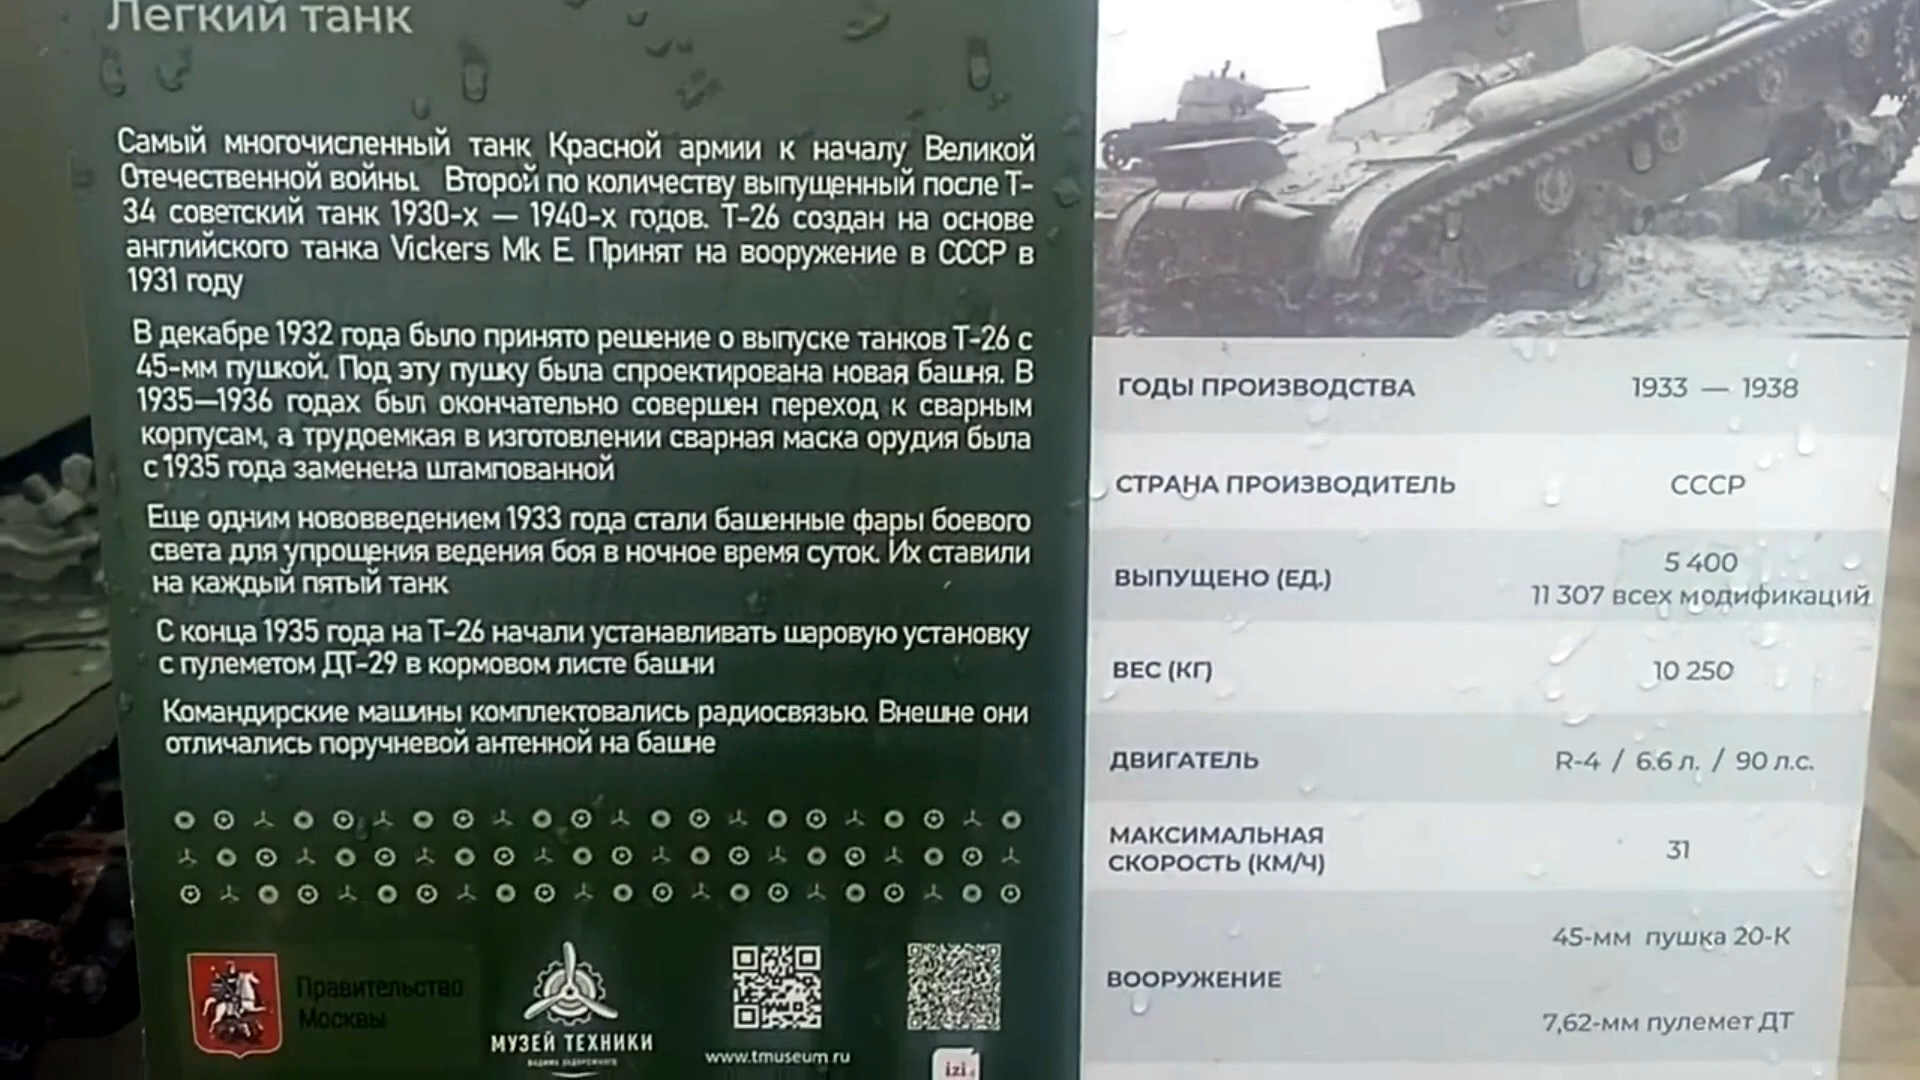 Легкий танк
Самый многочисленный танк Красной армии к началу Великой
Отечественной войны. Второй по количеству выпущенный после Т-
34 советский танк 1930-х — 1940-х годов. Т-26 создан на основе
английского танка Vickers Mk E. Принят на вооружение в СССР в
1931 году
В декабре 1932 года было принято решение о выпуске танков Т-26 с
45-мм пушкой. Под эту пушку была спроектирована новая башня. В
1935—1936 годах был окончательно совершен переход к сварным
корпусам, а трудоемкая в изготовлении сварная маска орудия была
с 1935 года заменена штампованной
Еще одним нововведением 1933 года стали башенные фары боевого
света для упрощения ведения боя в ночное время суток. Их ставили
на каждый пятый танк
С конца 1935 года на Т-26 начали устанавливать шаровую установку
с пулеметом ДТ-29 в кормовом листе башни
Командирские машины комплектовались радиосвязью. Внешне они
отличались поручневой антенной на башне
Правительство
Москвы
МУЗЕЙ ТЕХНИКИ
ВАДИМА ЗАДОРОЖНОГО
www.tmuseum.ru
izi
ГОДЫ ПРОИЗВОДСТВА 1933 — 1938
СТРАНА ПРОИЗВОДИТЕЛЬ СССР
ВЫПУЩЕНО (ЕД.) 5 400
11 307 всех модификаций
ВЕС (КГ) 10 250
ДВИГАТЕЛЬ R-4 / 6.6 л. / 90 л.с.
МАКСИМАЛЬНАЯ
СКОРОСТЬ (КМ/Ч) 31
ВООРУЖЕНИЕ
45-мм пушка 20-К
7,62-мм пулемет ДТ